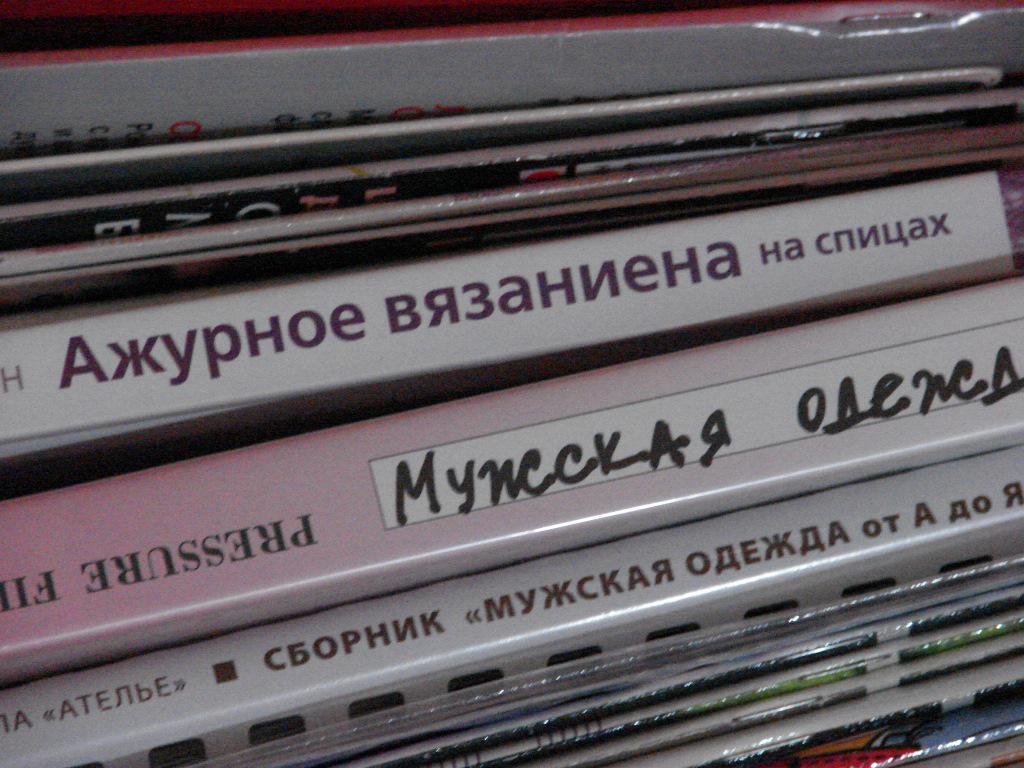 Ажурное вязаниена на спицах
Мужская одежд
PRESSURE
«АТЕЛЬЕ» ■ СБОРНИК «МУЖСКАЯ ОДЕЖДА от А до Я